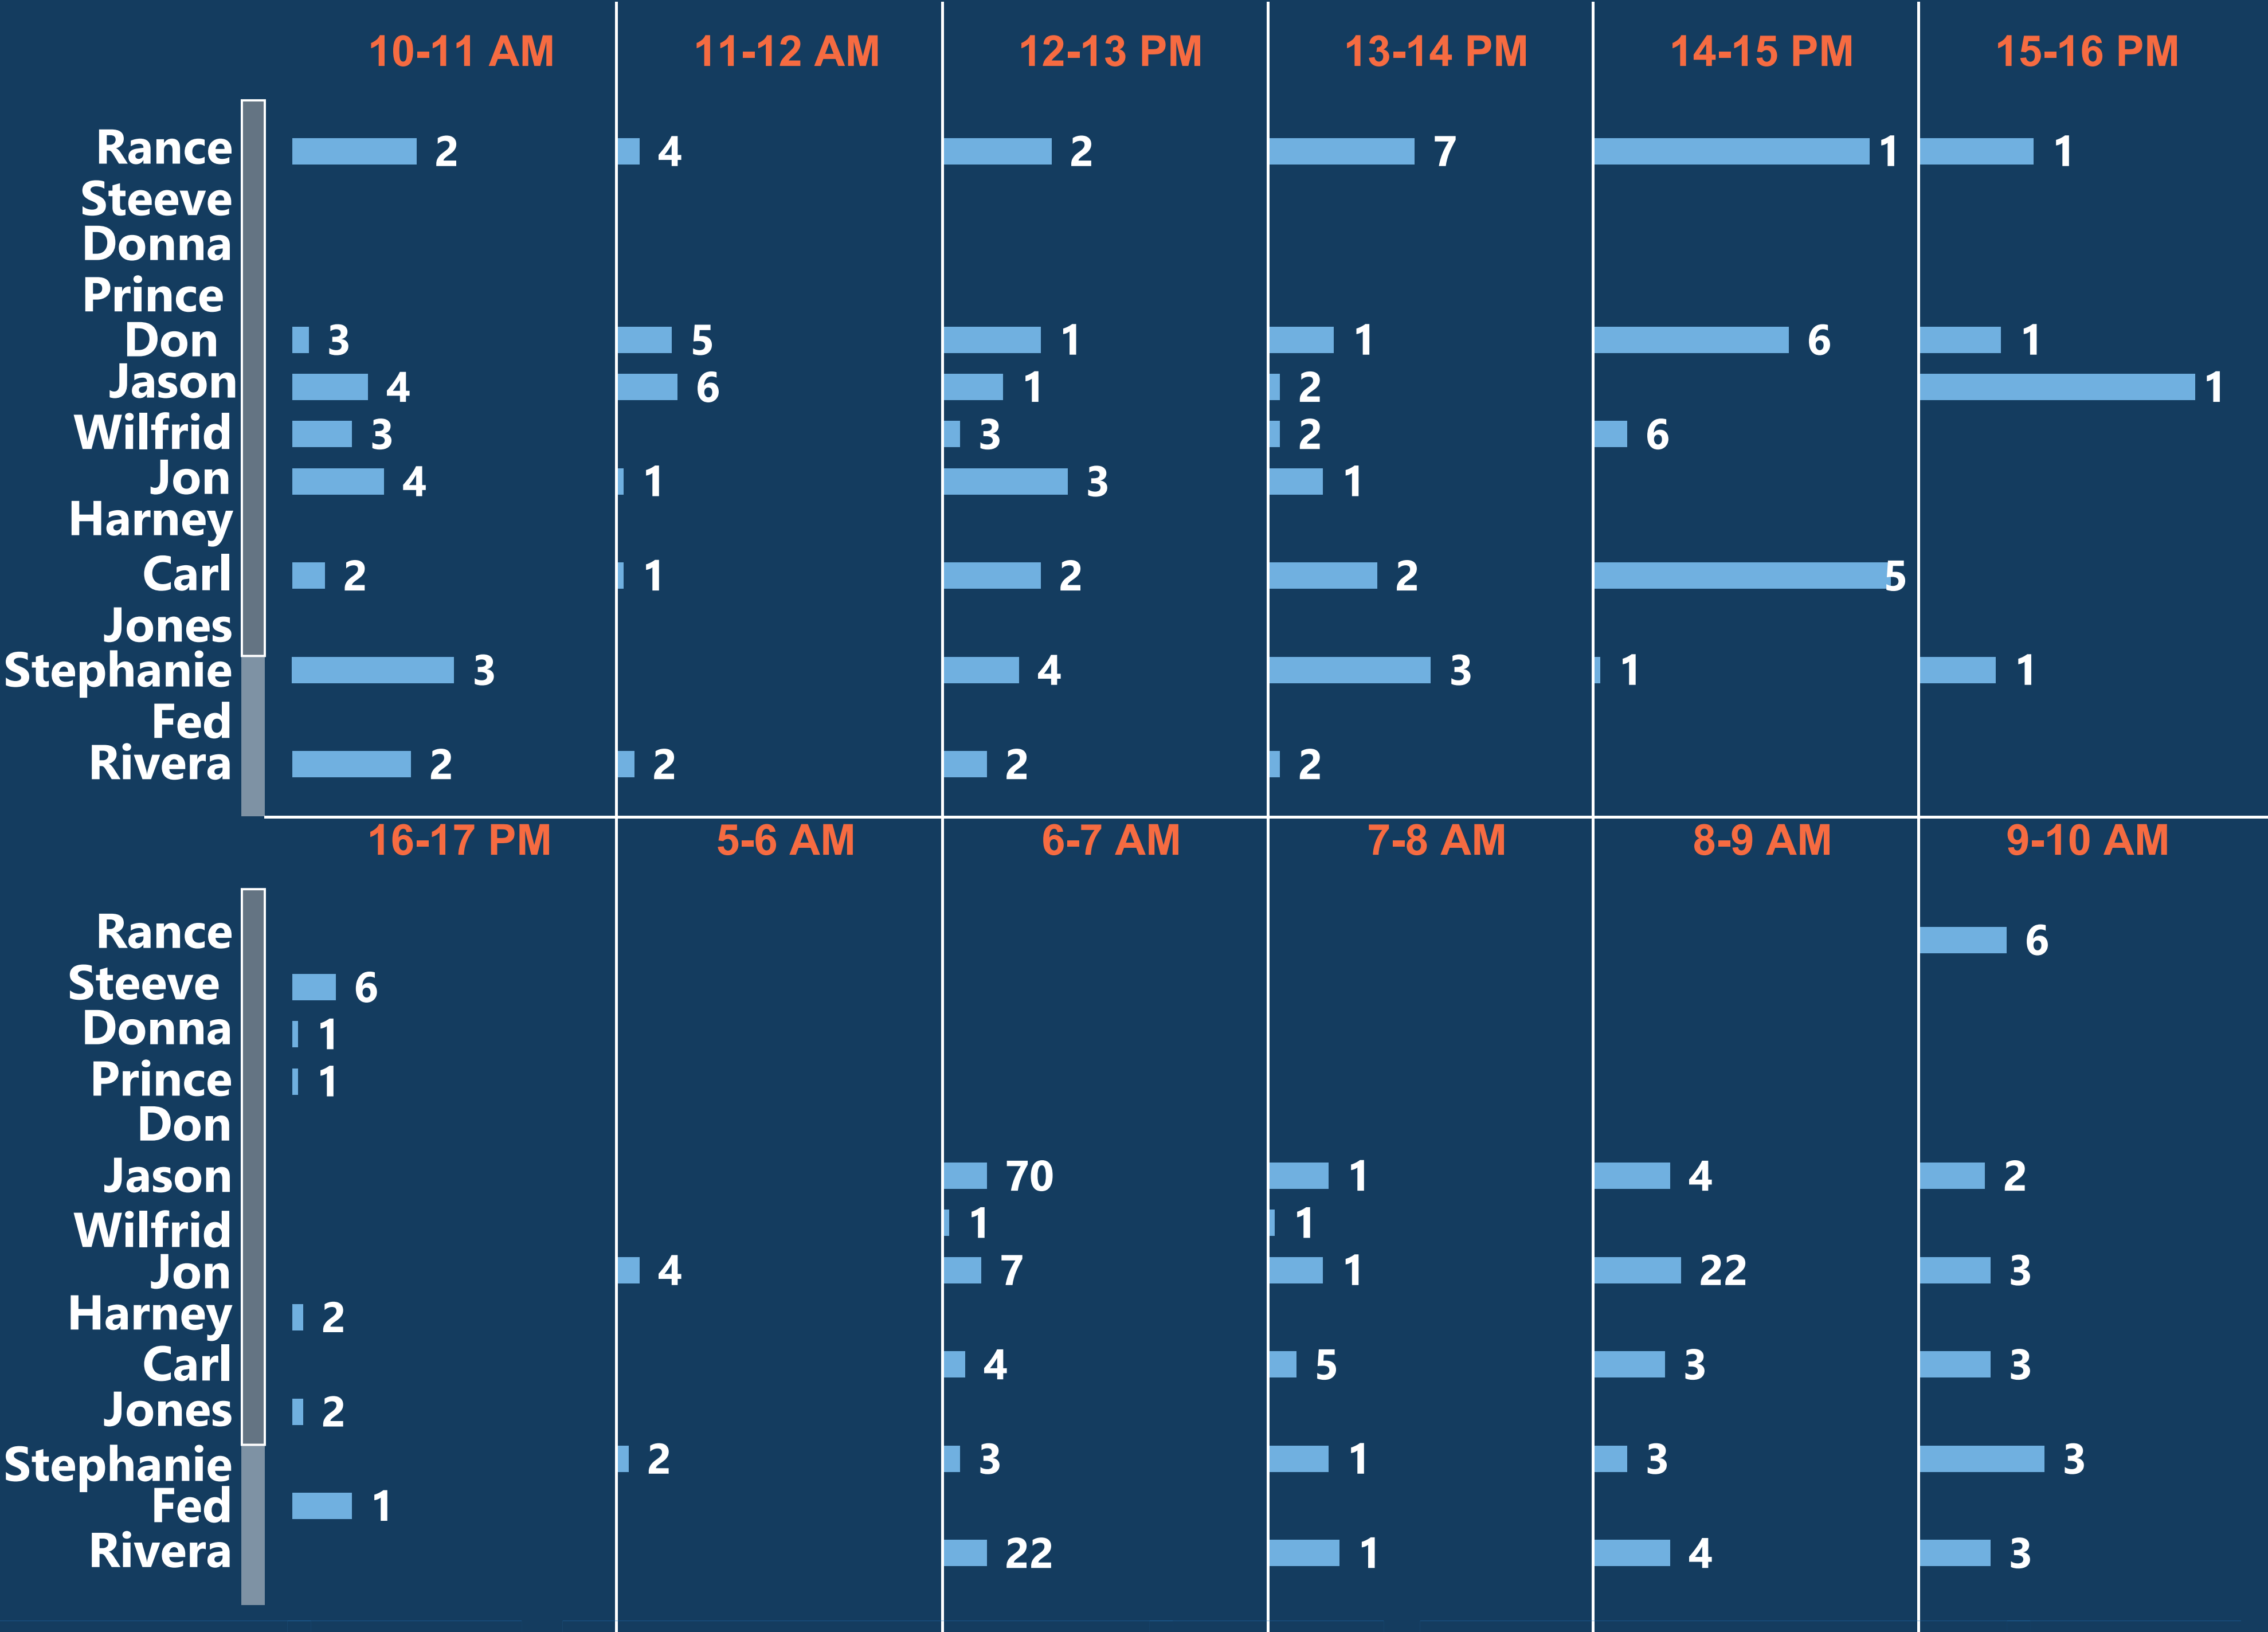 10-11 AM 11-12 AM 12-13 PM 13-14 PM 14-15 PM 15-16 PM
Rance 2 4 2 7 1 1
Steeve
Donna
Prince
Don 3 5 1 1 6 1
Jason 4 6 1 2 1
Wilfrid 3 3 2 6
Jon 4 1 3 1
Harney
Carl 2 1 2 2 5
Jones
Stephanie 3 4 3 1 1
Fed
Rivera 2 2 2 2
16-17 PM 5-6 AM 6-7 AM 7-8 AM 8-9 AM 9-10 AM
Rance 6
Steeve 6
Donna 1
Prince 1
Don
Jason 70 1 4 2
Wilfrid 1 1
Jon 4 7 1 22 3
Harney 2
Carl 4 5 3 3
Jones 2
Stephanie 2 3 1 3 3
Fed 1
Rivera 22 1 4 3